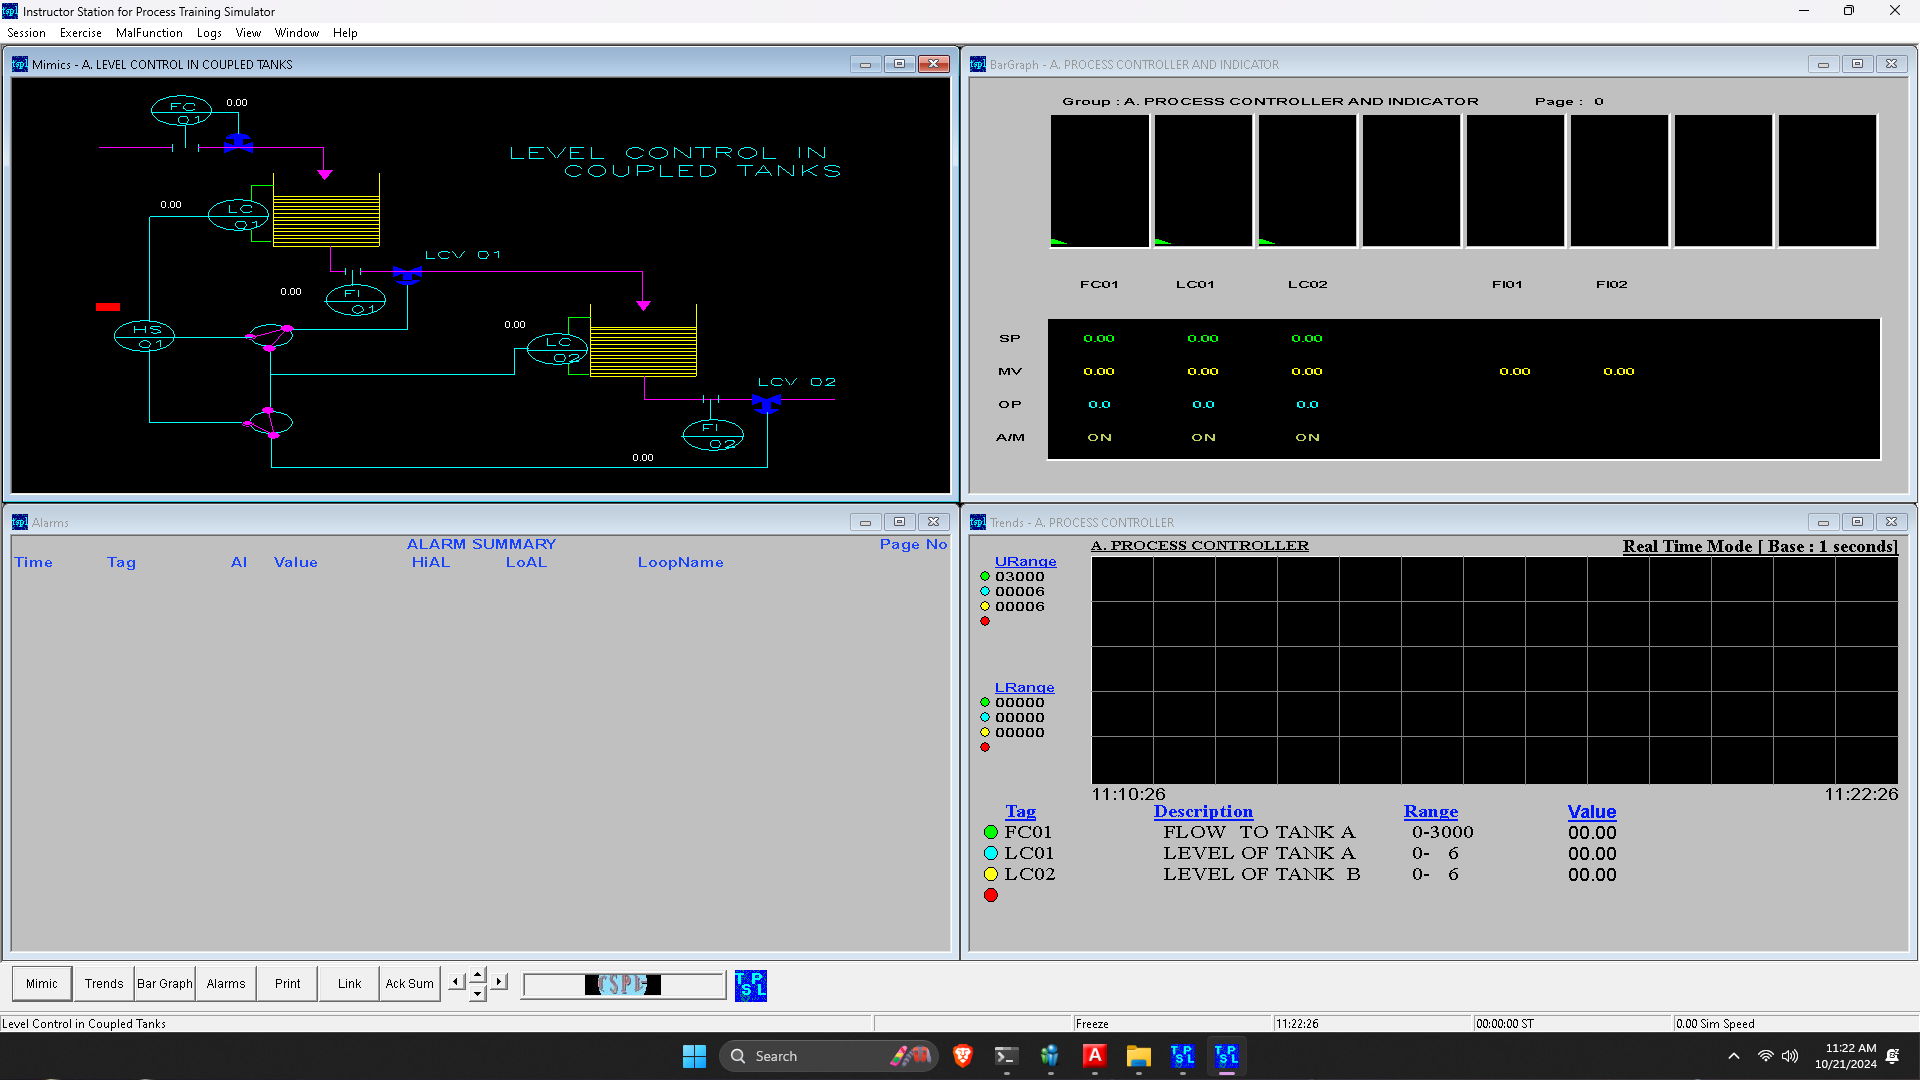 Instructor Station for Process Training Simulator
Session Exercise MalFunction Logs View Window Help
Mimics - A. LEVEL CONTROL IN COUPLED TANKS
FC
01
0.00
LEVEL CONTROL IN
COUPLED TANKS
0.00
LC
01
LCV 01
0.00
FI
01
HS
01
0.00
LC
02
LCV 02
FI
02
0.00
BarGraph - A. PROCESS CONTROLLER AND INDICATOR
Group : A. PROCESS CONTROLLER AND INDICATOR Page : 0
FC01 LC01 LC02 FI01 FI02
SP 0.00 0.00 0.00
MV 0.00 0.00 0.00 0.00 0.00
OP 0.0 0.0 0.0
A/M ON ON ON
Alarms
ALARM SUMMARY Page No
Time Tag Al Value HiAL LoAL LoopName
Trends - A. PROCESS CONTROLLER
A. PROCESS CONTROLLER Real Time Mode [ Base : 1 seconds]
URange
03000
00006
00006
LRange
00000
00000
00000
11:10:26 11:22:26
Tag Description Range Value
FC01 FLOW TO TANK A 0-3000 00.00
LC01 LEVEL OF TANK A 0- 6 00.00
LC02 LEVEL OF TANK B 0- 6 00.00
Mimic Trends Bar Graph Alarms Print Link Ack Sum TSPL T P S L
Level Control in Coupled Tanks Freeze 11:22:26 00:00:00 ST 0.00 Sim Speed
Search
11:22 AM
10/21/2024